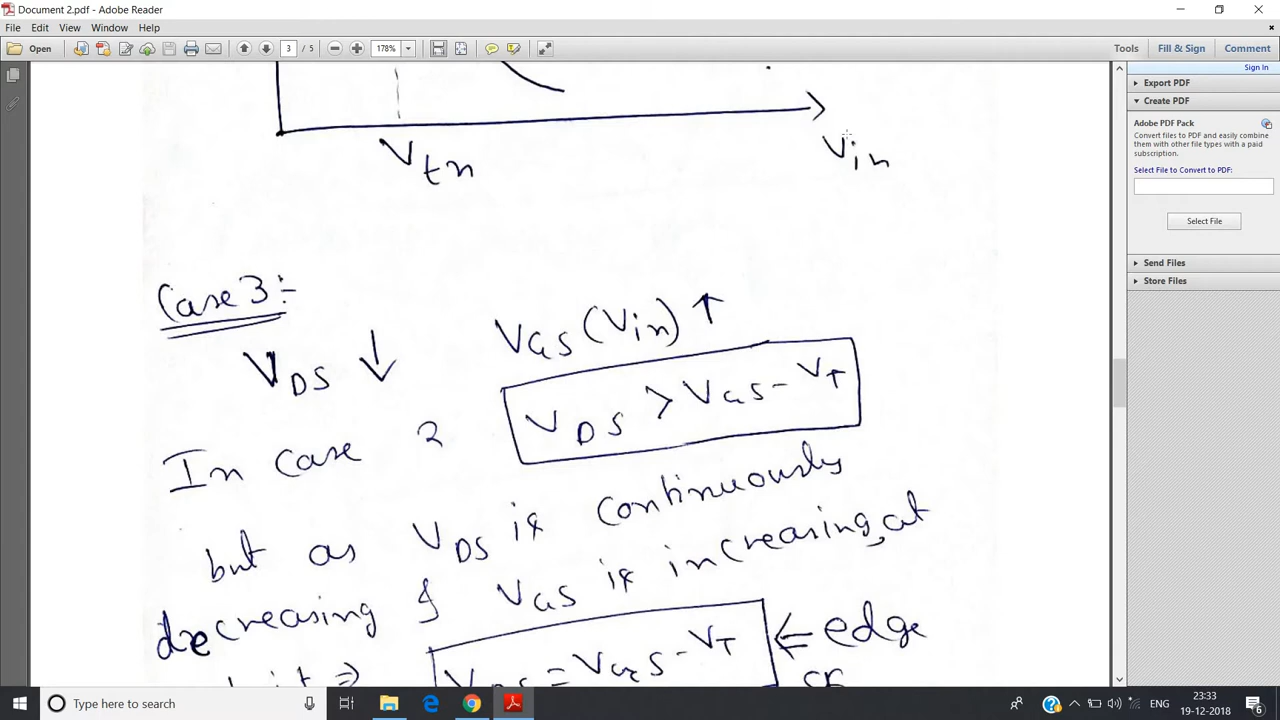 Document 2.pdf - Adobe Reader
File Edit View Window Help
Open 3 / 5 178% Tools Fill & Sign Comment
Sign In
Export PDF
Create PDF
Adobe PDF Pack
Convert files to PDF and easily combine
them with other file types with a paid
subscription.
Select File to Convert to PDF:
Select File
Send Files
Store Files
Vtn
Vin
Case 3:-
VDS ↓ VGS (Vin) ↑
In case 2 VDS > VGS - VT
but as VDS is continuously
decreasing & VGS is increasing, at
VDS = VGS - VT ⇐ edge
Type here to search
ENG
23:33
19-12-2018
6